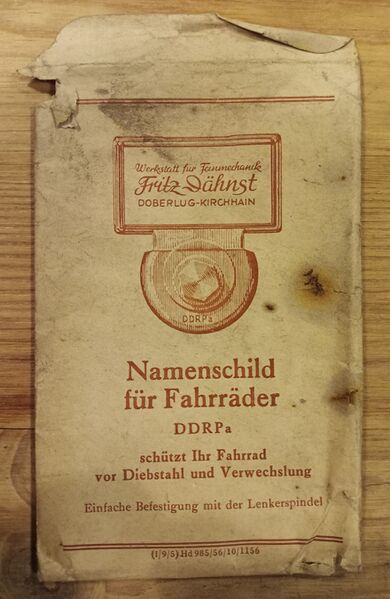 Werkstatt für Feinmechanik
Fritz Dähnst
DOBERLUG-KIRCHHAIN
DDRPa
Namenschild
für Fahrräder
DDRPa
schützt Ihr Fahrrad
vor Diebstahl und Verwechslung
Einfache Befestigung mit der Lenkerspindel
(I/9/5) Hd 985/56/10/1156